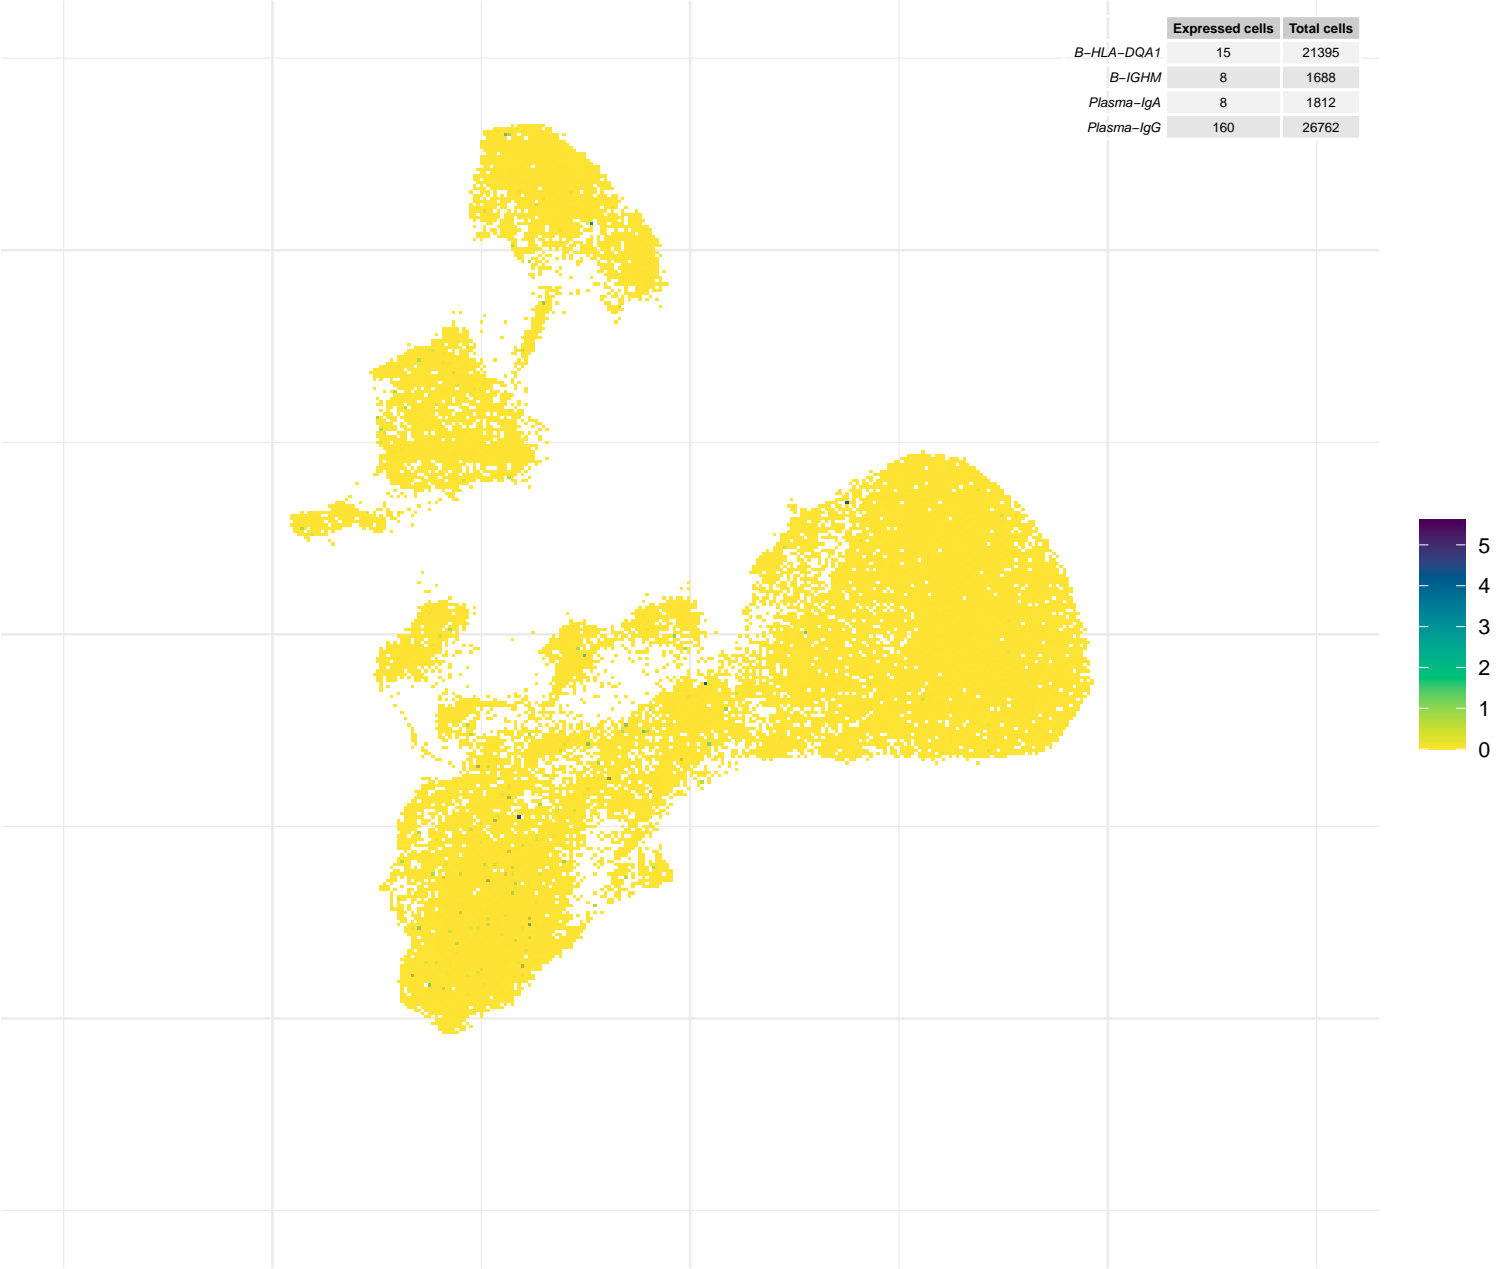 Expressed cells Total cells
B−HLA−DQA1 15 21395
B−IGHM 8 1688
Plasma−IgA 8 1812
Plasma−IgG 160 26762
5
4
3
2
1
0